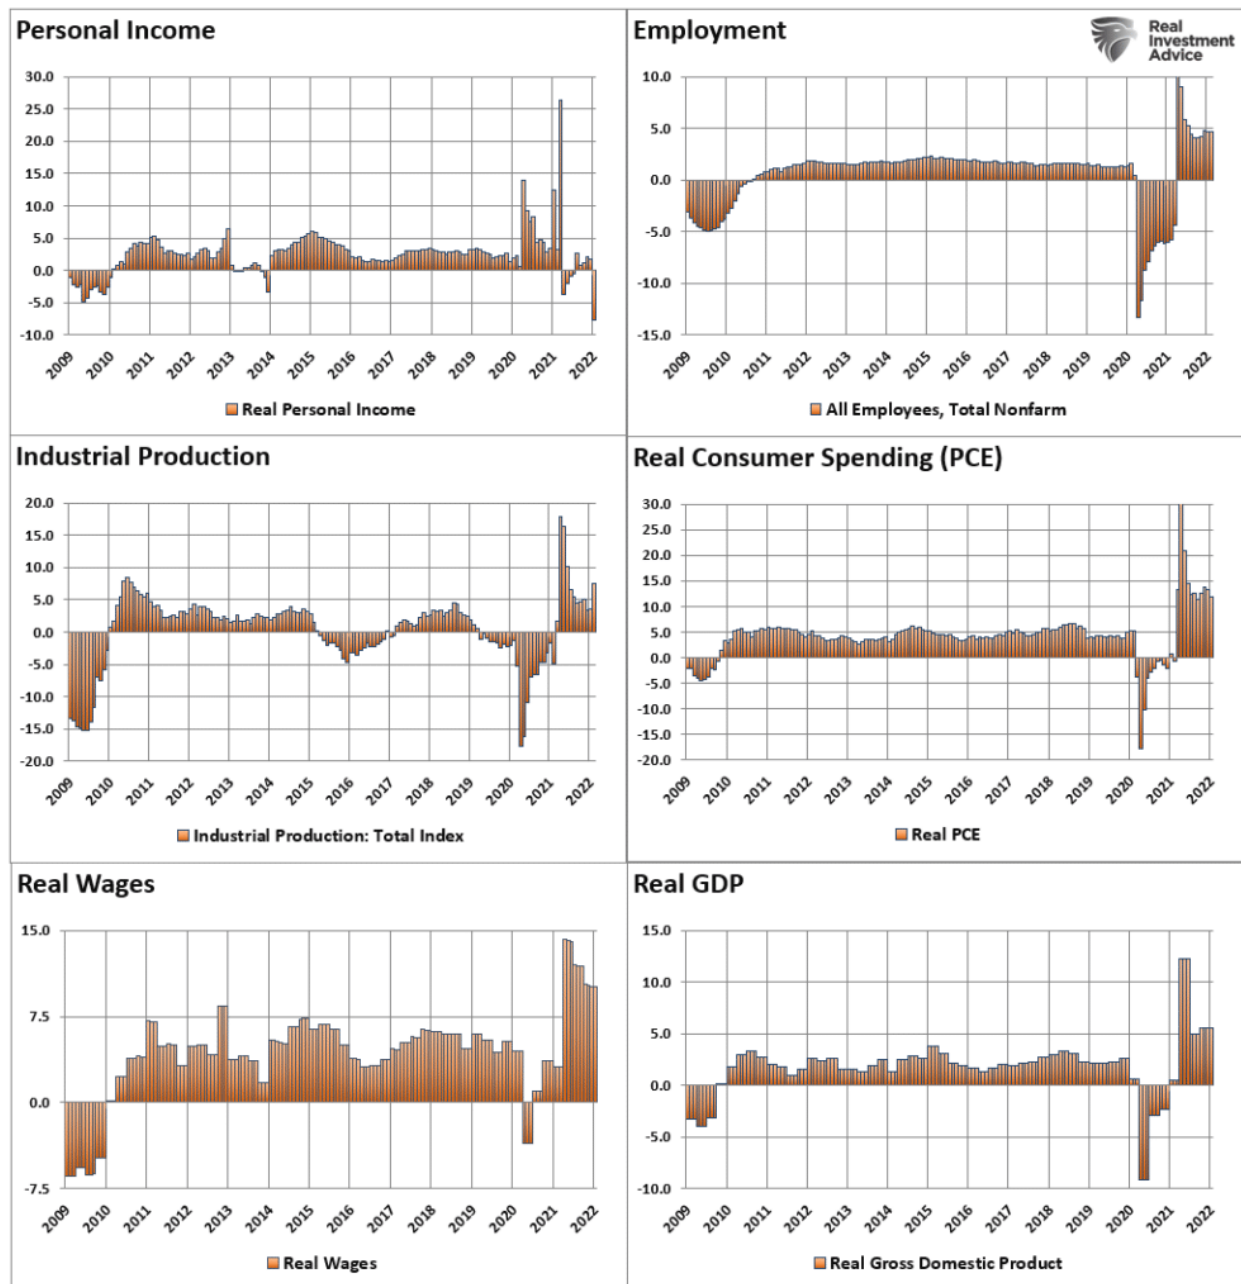 Personal Income
30.0
25.0
20.0
15.0
10.0
5.0
0.0
-5.0
-10.0
2009 2010 2011 2012 2013 2014 2015 2016 2017 2018 2019 2020 2021 2022
Real Personal Income
Employment
Real
Investment
Advice
10.0
5.0
0.0
-5.0
-10.0
-15.0
2009 2010 2011 2012 2013 2014 2015 2016 2017 2018 2019 2020 2021 2022
All Employees, Total Nonfarm
Industrial Production
20.0
15.0
10.0
5.0
0.0
-5.0
-10.0
-15.0
-20.0
2009 2010 2011 2012 2013 2014 2015 2016 2017 2018 2019 2020 2021 2022
Industrial Production: Total Index
Real Consumer Spending (PCE)
30.0
25.0
20.0
15.0
10.0
5.0
0.0
-5.0
-10.0
-15.0
-20.0
2009 2010 2011 2012 2013 2014 2015 2016 2017 2018 2019 2020 2021 2022
Real PCE
Real Wages
15.0
7.5
0.0
-7.5
2009 2010 2011 2012 2013 2014 2015 2016 2017 2018 2019 2020 2021 2022
Real Wages
Real GDP
15.0
10.0
5.0
0.0
-5.0
-10.0
2009 2010 2011 2012 2013 2014 2015 2016 2017 2018 2019 2020 2021 2022
Real Gross Domestic Product